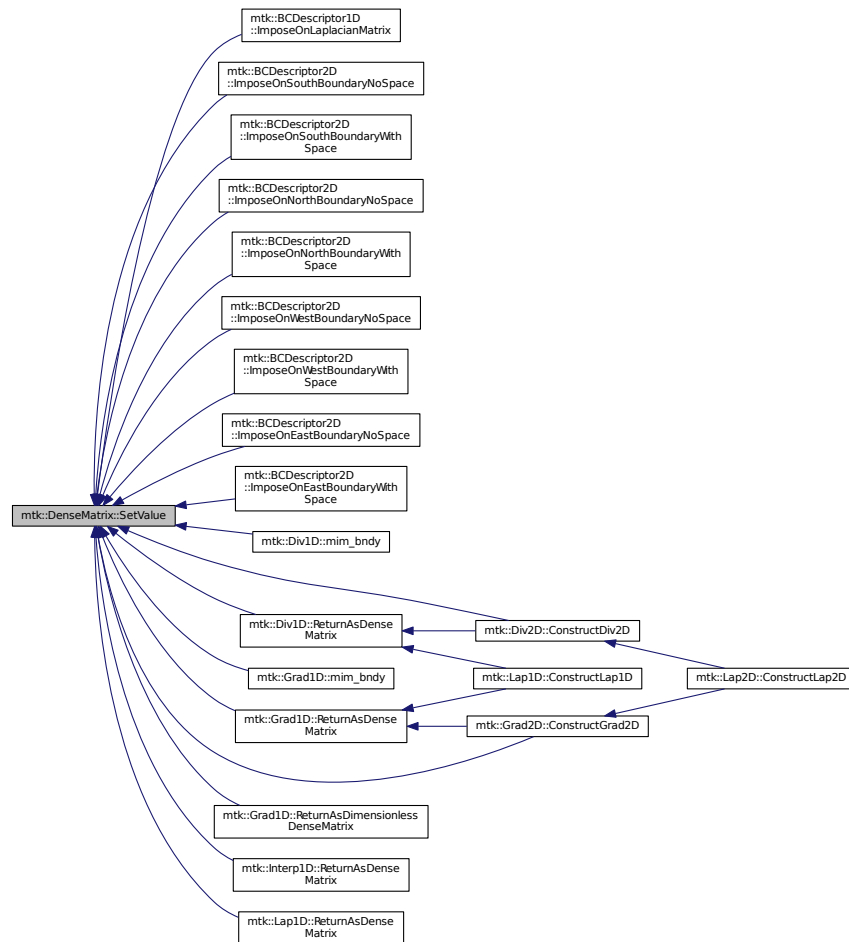 mtk::BCDescriptor1D
::ImposeOnLaplacianMatrix
mtk::BCDescriptor2D
::ImposeOnSouthBoundaryNoSpace
mtk::BCDescriptor2D
::ImposeOnSouthBoundaryWith
Space
mtk::BCDescriptor2D
::ImposeOnNorthBoundaryNoSpace
mtk::BCDescriptor2D
::ImposeOnNorthBoundaryWith
Space
mtk::BCDescriptor2D
::ImposeOnWestBoundaryNoSpace
mtk::BCDescriptor2D
::ImposeOnWestBoundaryWith
Space
mtk::BCDescriptor2D
::ImposeOnEastBoundaryNoSpace
mtk::BCDescriptor2D
::ImposeOnEastBoundaryWith
Space
mtk::DenseMatrix::SetValue
mtk::Div1D::mim_bndy
mtk::Div1D::ReturnAsDense
Matrix
mtk::Div2D::ConstructDiv2D
mtk::Grad1D::mim_bndy
mtk::Lap1D::ConstructLap1D
mtk::Lap2D::ConstructLap2D
mtk::Grad1D::ReturnAsDense
Matrix
mtk::Grad2D::ConstructGrad2D
mtk::Grad1D::ReturnAsDimensionless
DenseMatrix
mtk::Interp1D::ReturnAsDense
Matrix
mtk::Lap1D::ReturnAsDense
Matrix